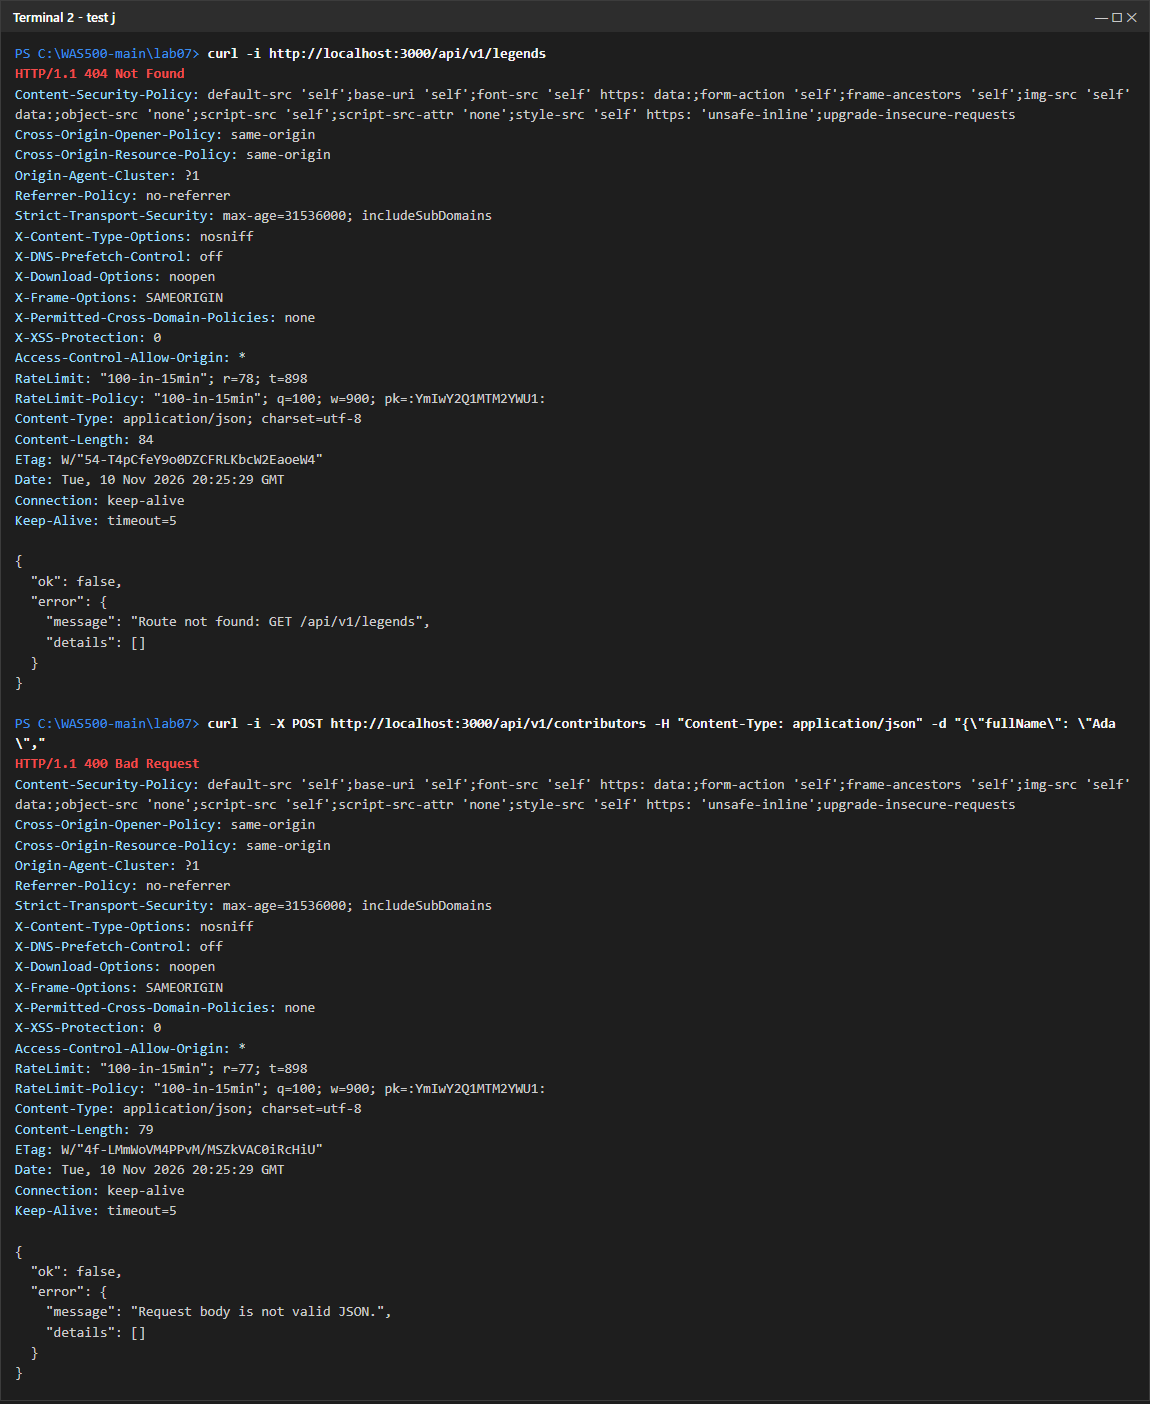 Terminal 2 - test j
PS C:\WAS500-main\lab07> curl -i http://localhost:3000/api/v1/legends
HTTP/1.1 404 Not Found
Content-Security-Policy: default-src 'self';base-uri 'self';font-src 'self' https: data:;form-action 'self';frame-ancestors 'self';img-src 'self'
data:;object-src 'none';script-src 'self';script-src-attr 'none';style-src 'self' https: 'unsafe-inline';upgrade-insecure-requests
Cross-Origin-Opener-Policy: same-origin
Cross-Origin-Resource-Policy: same-origin
Origin-Agent-Cluster: ?1
Referrer-Policy: no-referrer
Strict-Transport-Security: max-age=31536000; includeSubDomains
X-Content-Type-Options: nosniff
X-DNS-Prefetch-Control: off
X-Download-Options: noopen
X-Frame-Options: SAMEORIGIN
X-Permitted-Cross-Domain-Policies: none
X-XSS-Protection: 0
Access-Control-Allow-Origin: *
RateLimit: "100-in-15min"; r=78; t=898
RateLimit-Policy: "100-in-15min"; q=100; w=900; pk=:YmIwY2Q1MTM2YWU1:
Content-Type: application/json; charset=utf-8
Content-Length: 84
ETag: W/"54-T4pCfeY9o0DZCFRLKbcW2EaoeW4"
Date: Tue, 10 Nov 2026 20:25:29 GMT
Connection: keep-alive
Keep-Alive: timeout=5
{
  "ok": false,
  "error": {
    "message": "Route not found: GET /api/v1/legends",
    "details": []
  }
}
PS C:\WAS500-main\lab07> curl -i -X POST http://localhost:3000/api/v1/contributors -H "Content-Type: application/json" -d "{\"fullName\": \"Ada
\","
HTTP/1.1 400 Bad Request
Content-Security-Policy: default-src 'self';base-uri 'self';font-src 'self' https: data:;form-action 'self';frame-ancestors 'self';img-src 'self'
data:;object-src 'none';script-src 'self';script-src-attr 'none';style-src 'self' https: 'unsafe-inline';upgrade-insecure-requests
Cross-Origin-Opener-Policy: same-origin
Cross-Origin-Resource-Policy: same-origin
Origin-Agent-Cluster: ?1
Referrer-Policy: no-referrer
Strict-Transport-Security: max-age=31536000; includeSubDomains
X-Content-Type-Options: nosniff
X-DNS-Prefetch-Control: off
X-Download-Options: noopen
X-Frame-Options: SAMEORIGIN
X-Permitted-Cross-Domain-Policies: none
X-XSS-Protection: 0
Access-Control-Allow-Origin: *
RateLimit: "100-in-15min"; r=77; t=898
RateLimit-Policy: "100-in-15min"; q=100; w=900; pk=:YmIwY2Q1MTM2YWU1:
Content-Type: application/json; charset=utf-8
Content-Length: 79
ETag: W/"4f-LMmWoVM4PPvM/MSZkVAC0iRcHiU"
Date: Tue, 10 Nov 2026 20:25:29 GMT
Connection: keep-alive
Keep-Alive: timeout=5
{
  "ok": false,
  "error": {
    "message": "Request body is not valid JSON.",
    "details": []
  }
}